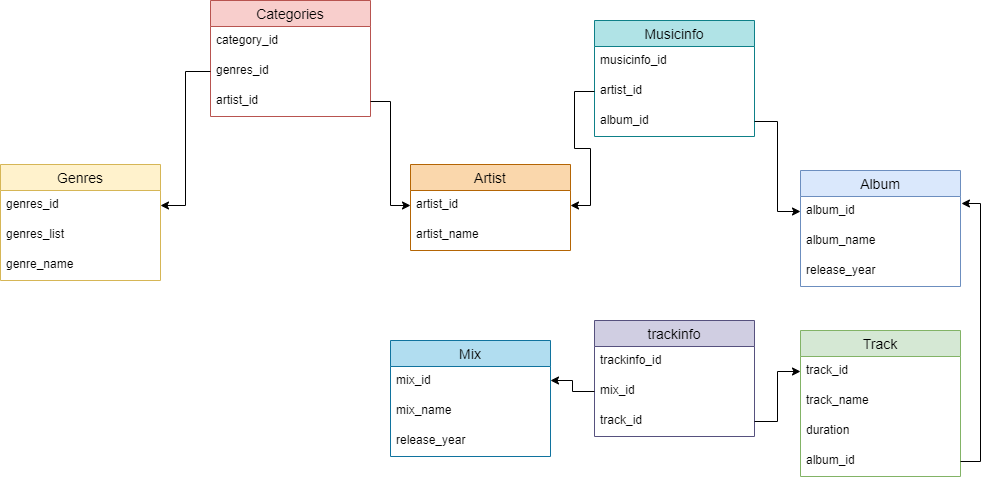 Categories
category_id
genres_id
artist_id
Musicinfo
musicinfo_id
artist_id
album_id
Genres
genres_id
genres_list
genre_name
Artist
artist_id
artist_name
Album
album_id
album_name
release_year
Mix
mix_id
mix_name
release_year
trackinfo
trackinfo_id
mix_id
track_id
Track
track_id
track_name
duration
album_id